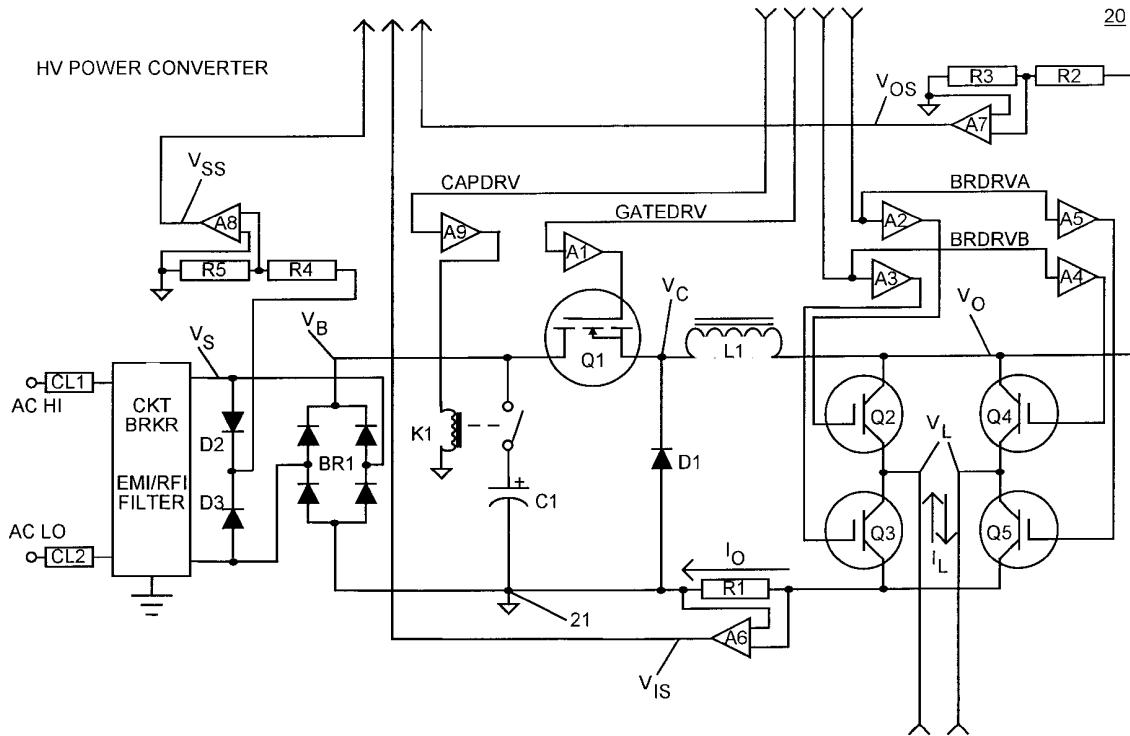 20
HV POWER CONVERTER
R3
R2
VOS
A7
VSS
CAPDRV
BRDRVA
A8
A9
GATEDRV
A2
A5
A1
BRDRVB
R5
R4
A3
A4
VC
VO
VS
VB
L1
Q1
CL1
AC HI
CKT
BRKR
D2
Q2
Q4
K1
VL
BR1
D1
EMI/RFI
FILTER
D3
+
C1
AC LO
Q3
Q5
CL2
IO
iL
R1
21
A6
VIS